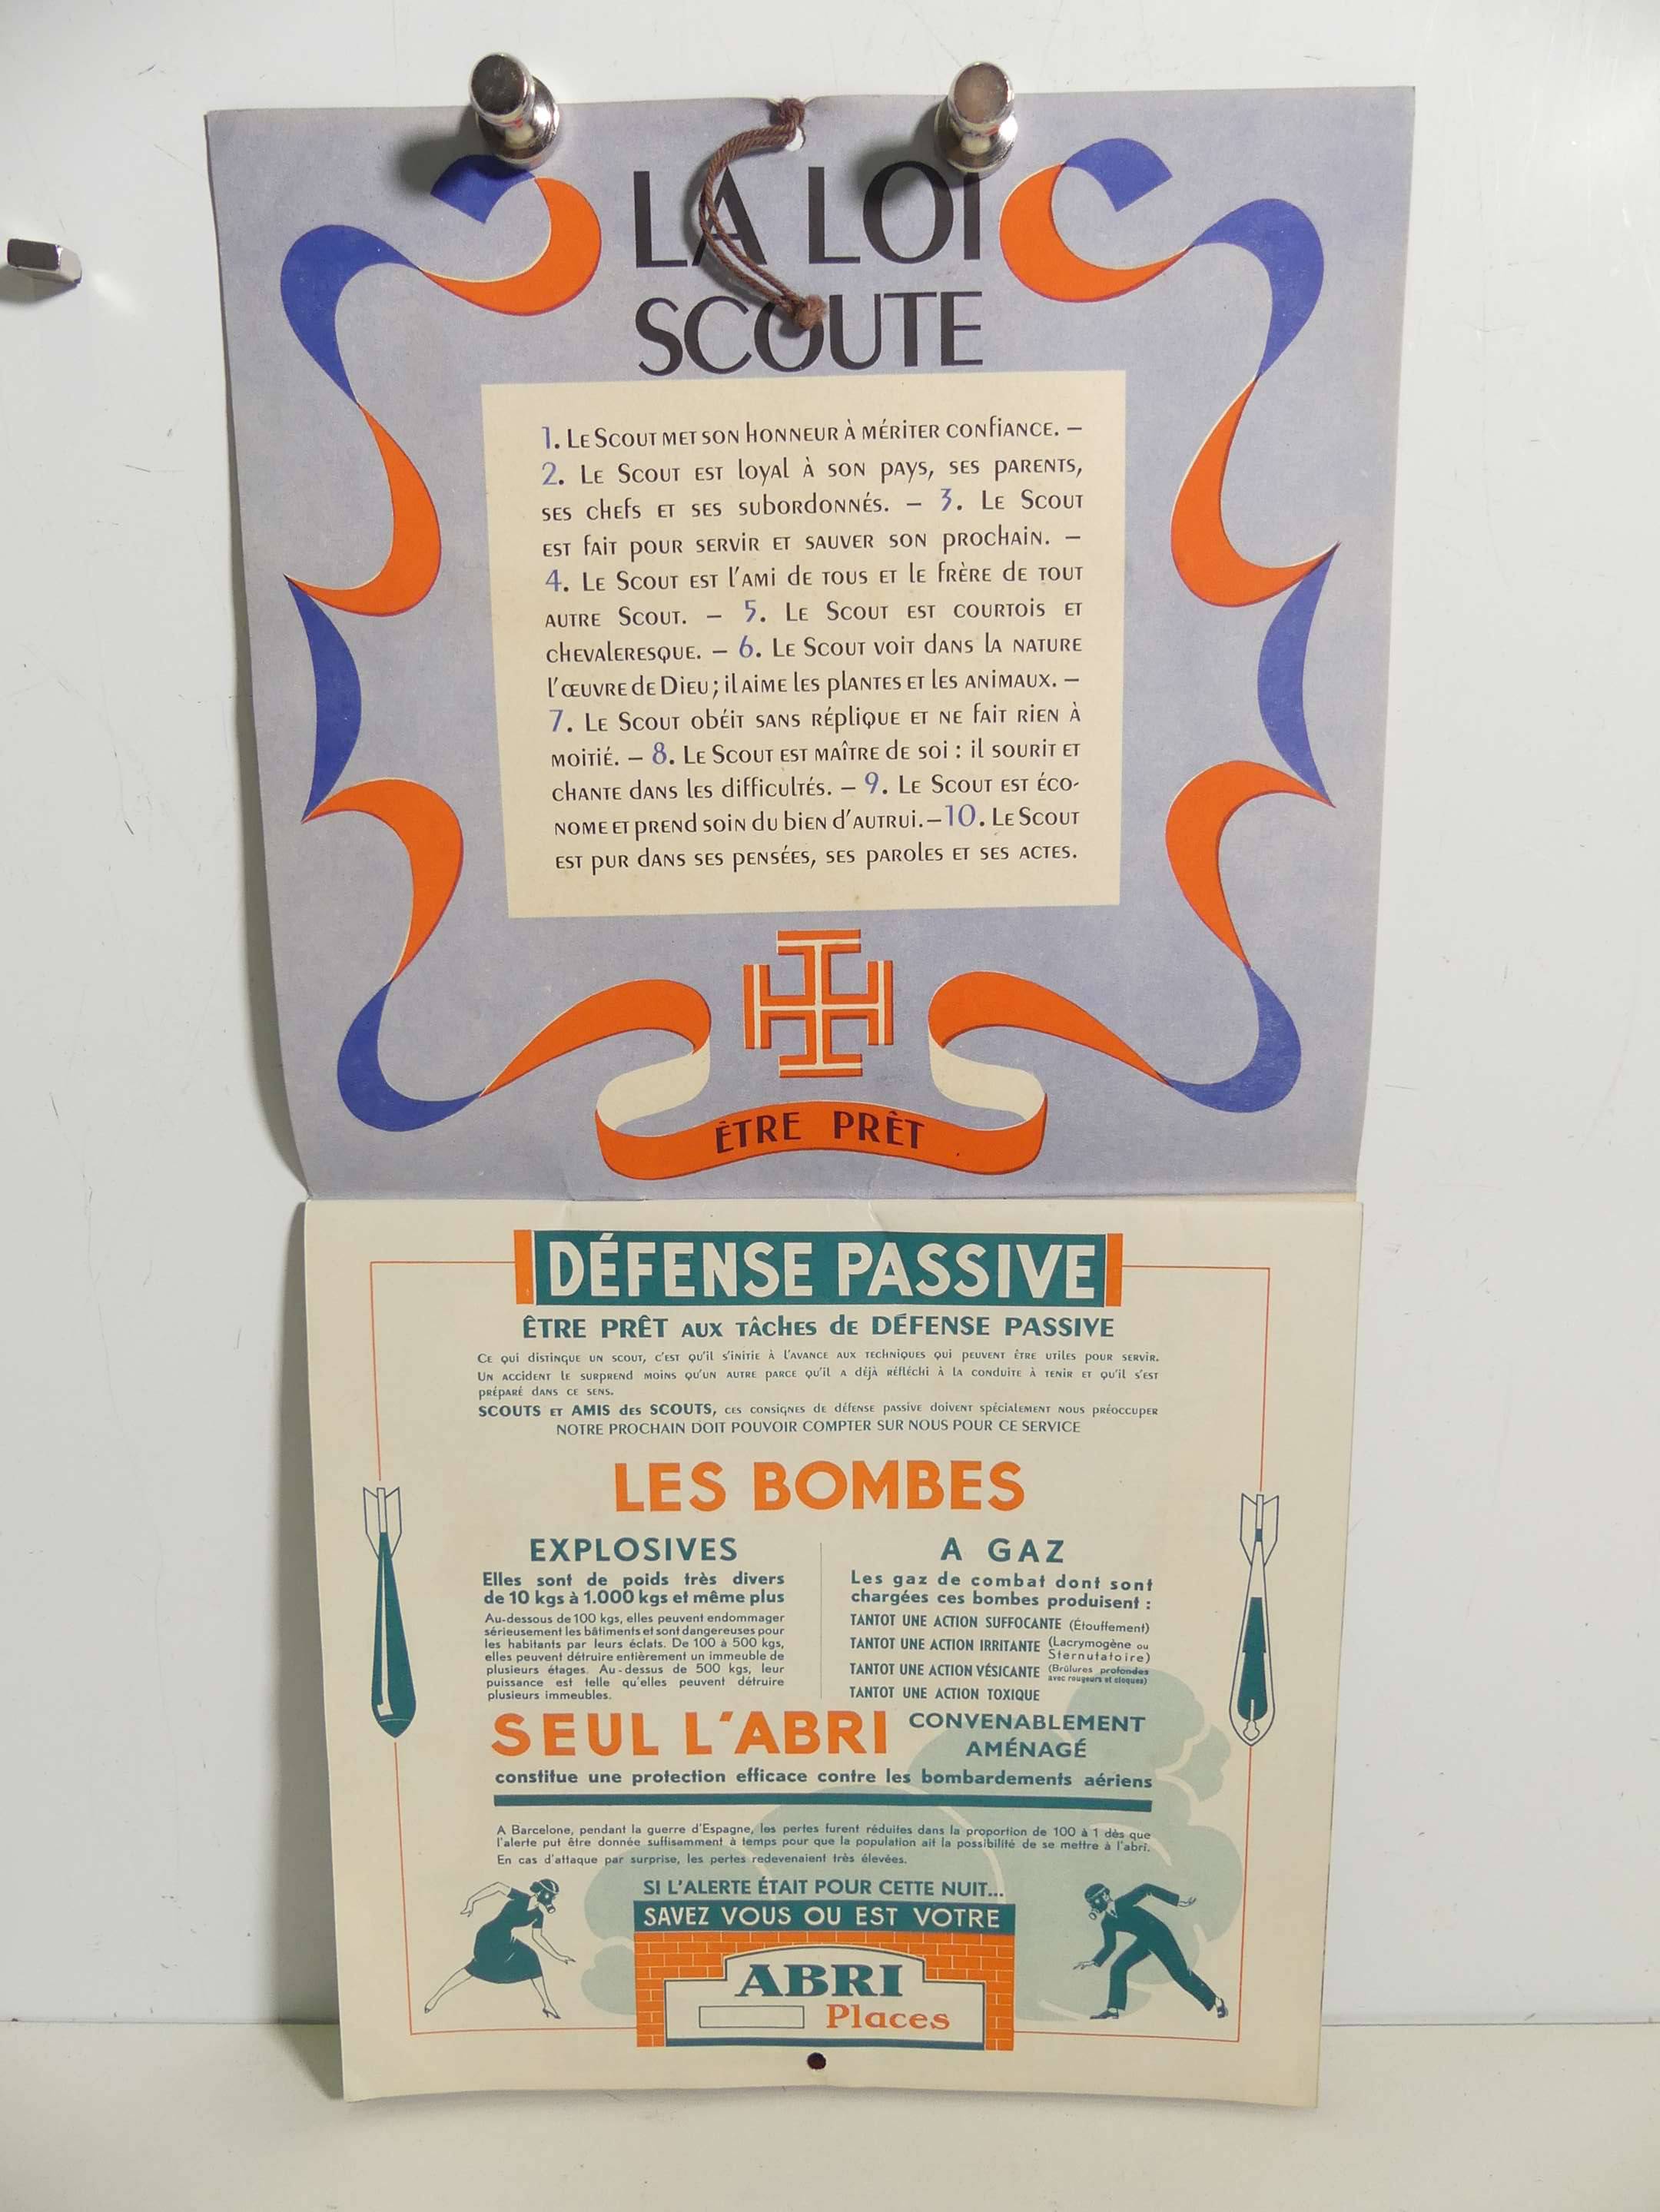 LA LOI
SCOUTE
1. Le Scout met son honneur à mériter confiance. –
2. Le Scout est loyal à son pays, ses parents,
ses chefs et ses subordonnés. – 3. Le Scout
est fait pour servir et sauver son prochain. –
4. Le Scout est l'ami de tous et le frère de tout
autre Scout. – 5. Le Scout est courtois et
chevaleresque. – 6. Le Scout voit dans la nature
l'œuvre de Dieu ; il aime les plantes et les animaux. –
7. Le Scout obéit sans réplique et ne fait rien à
moitié. – 8. Le Scout est maître de soi : il sourit et
chante dans les difficultés. – 9. Le Scout est éco-
nome et prend soin du bien d'autrui. – 10. Le Scout
est pur dans ses pensées, ses paroles et ses actes.
ÊTRE PRÊT
DÉFENSE PASSIVE
ÊTRE PRÊT AUX TÂCHES de DÉFENSE PASSIVE
Ce qui distingue un scout, c'est qu'il s'initie à l'avance aux techniques qui peuvent être utiles pour servir.
Un accident le surprend moins qu'un autre parce qu'il a déjà réfléchi à la conduite à tenir et qu'il s'est
préparé dans ce sens.
SCOUTS et AMIS des SCOUTS, ces consignes de défense passive doivent spécialement nous préoccuper
NOTRE PROCHAIN DOIT POUVOIR COMPTER SUR NOUS POUR CE SERVICE
LES BOMBES
EXPLOSIVES
Elles sont de poids très divers
de 10 kgs à 1.000 kgs et même plus
Au-dessous de 100 kgs, elles peuvent endommager
sérieusement les bâtiments et sont dangereuses pour
les habitants par leurs éclats. De 100 à 500 kgs,
elles peuvent détruire entièrement un immeuble de
plusieurs étages. Au-dessus de 500 kgs, leur
puissance est telle qu'elles peuvent détruire
plusieurs immeubles.
A GAZ
Les gaz de combat dont sont
chargées ces bombes produisent :
TANTOT UNE ACTION SUFFOCANTE (Étouffement)
TANTOT UNE ACTION IRRITANTE (Lacrymogène ou
Sternutatoire)
TANTOT UNE ACTION VÉSICANTE (Brûlures profondes
avec rougeurs et cloques)
TANTOT UNE ACTION TOXIQUE
SEUL L'ABRI CONVENABLEMENT
AMÉNAGÉ
constitue une protection efficace contre les bombardements aériens
A Barcelone, pendant la guerre d'Espagne, les pertes furent réduites dans la proportion de 100 à 1 dès que
l'alerte put être donnée suffisamment à temps pour que la population ait la possibilité de se mettre à l'abri.
En cas d'attaque par surprise, les pertes redevenaient très élevées.
SI L'ALERTE ÉTAIT POUR CETTE NUIT...
SAVEZ VOUS OU EST VOTRE
ABRI
Places